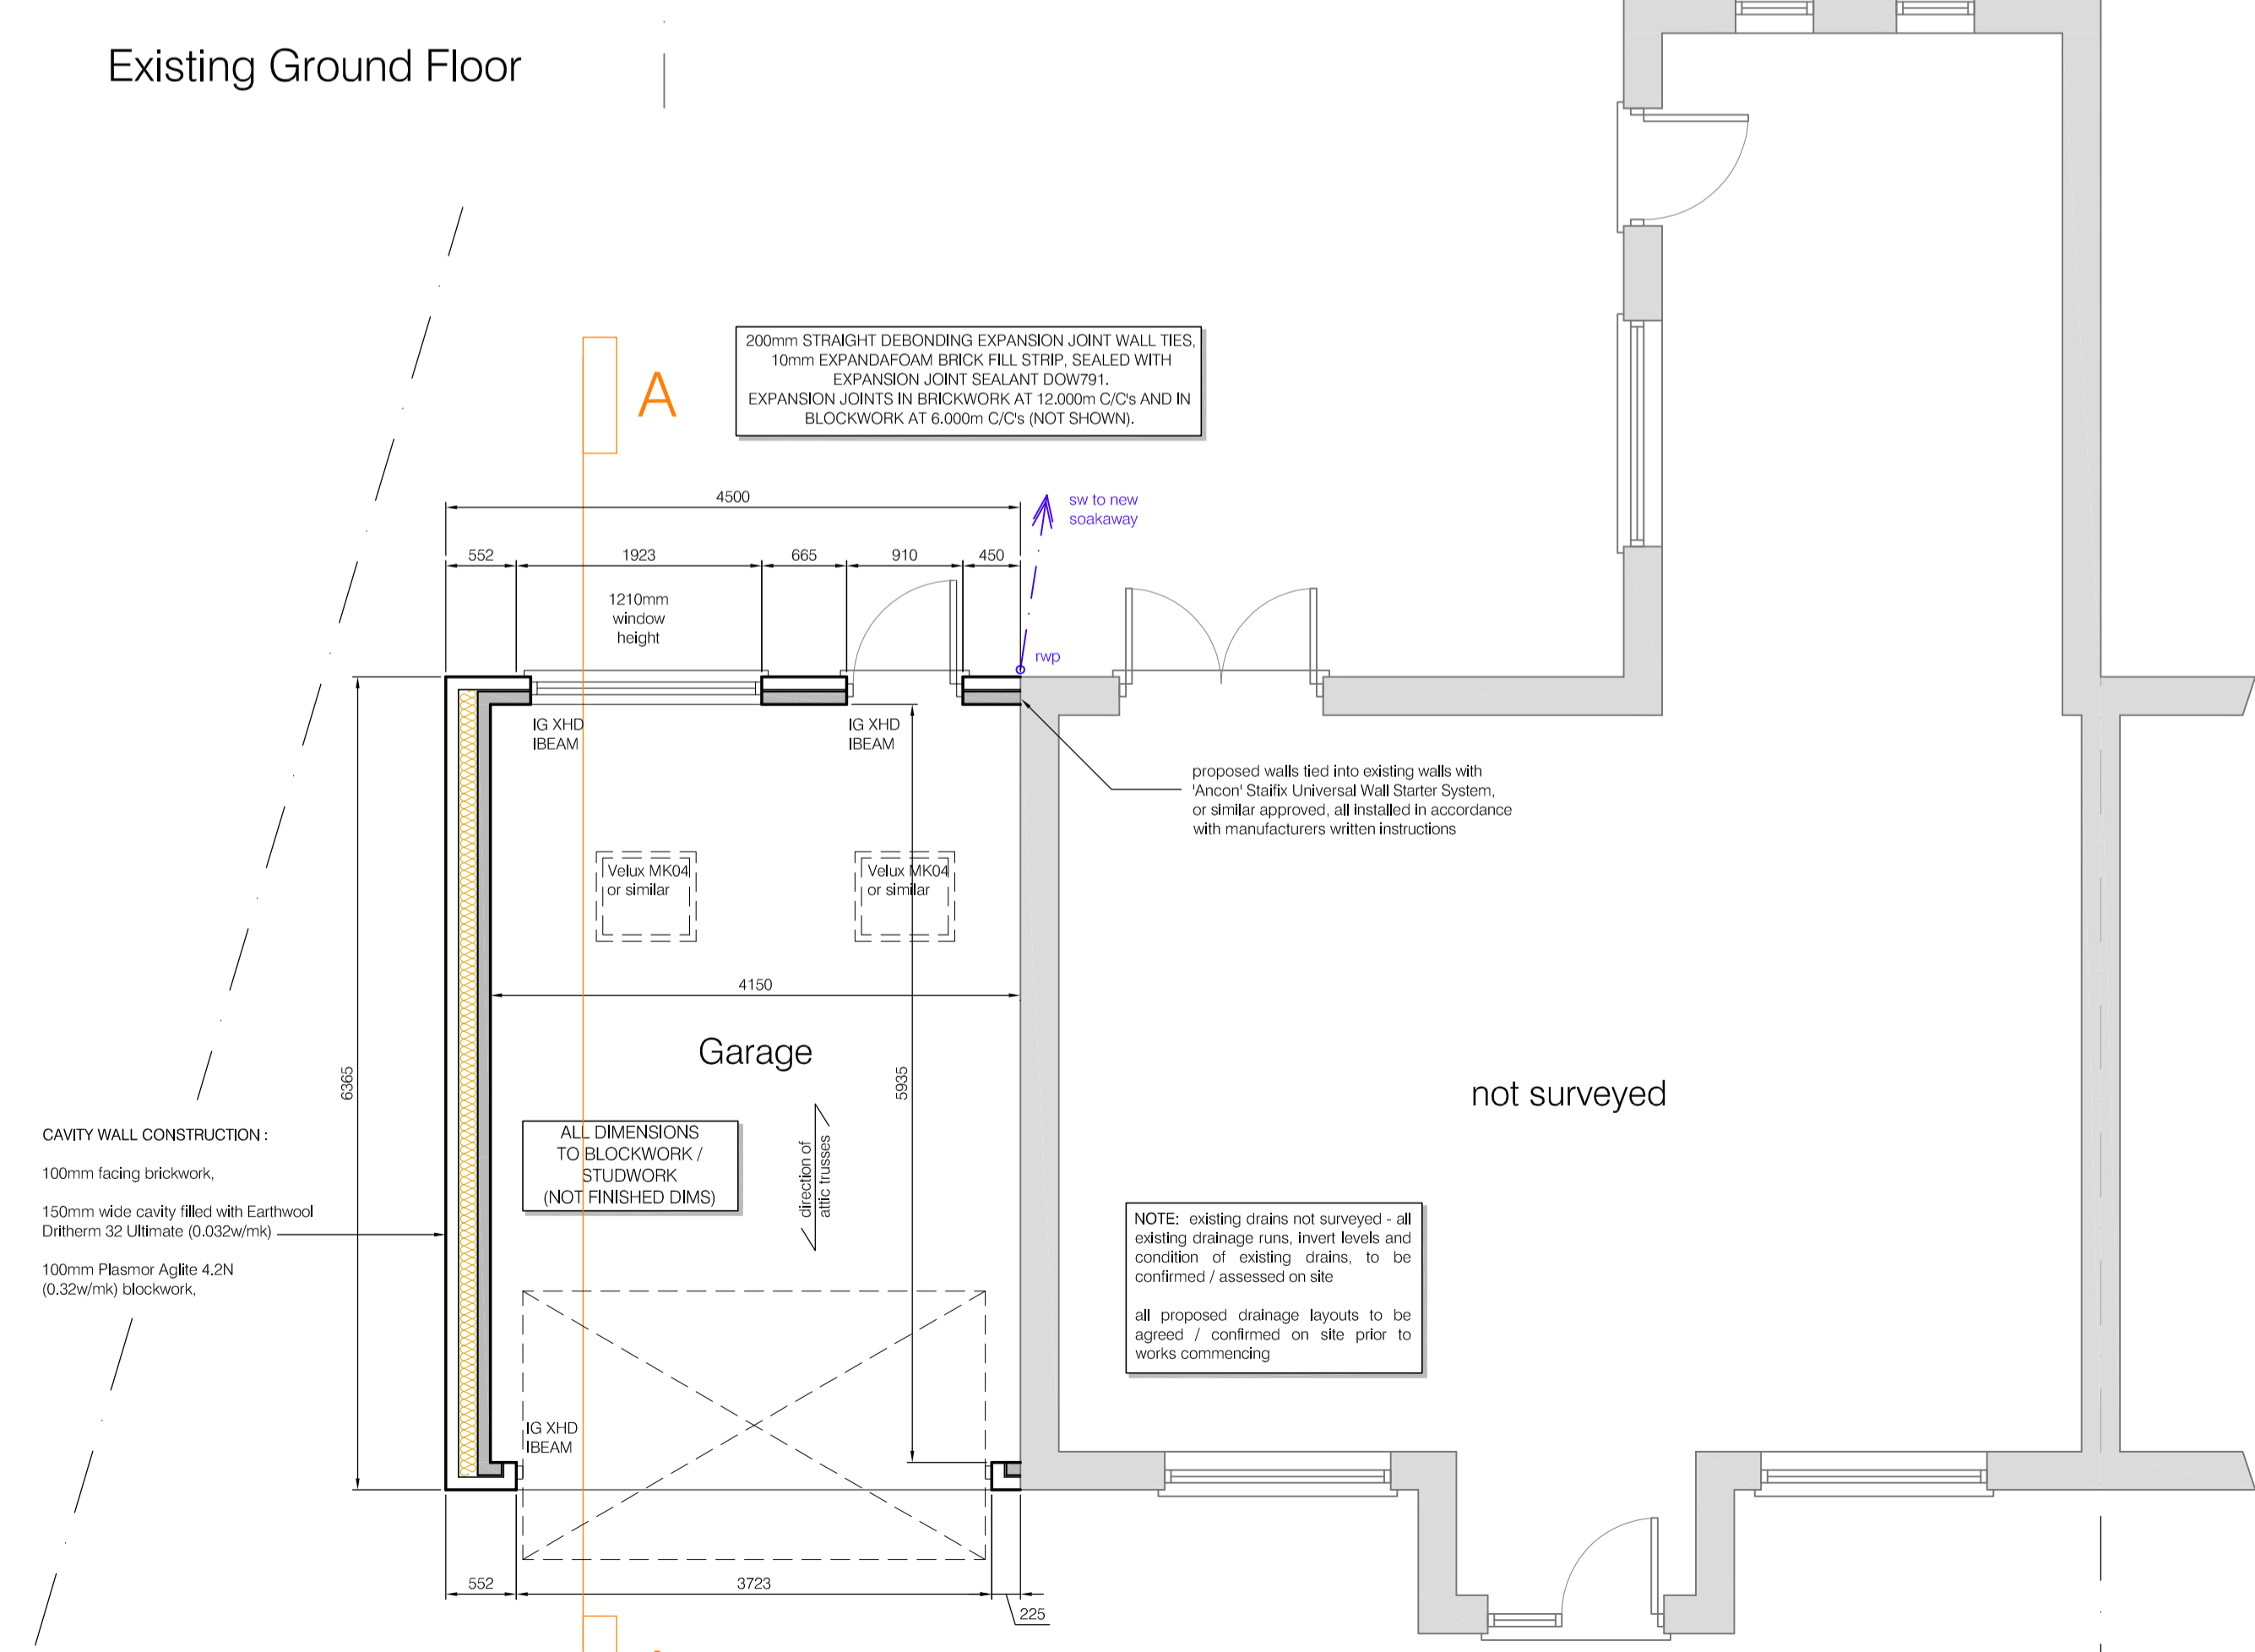 Existing Ground Floor
200mm STRAIGHT DEBONDING EXPANSION JOINT WALL TIES,
10mm EXPANDAFOAM BRICK FILL STRIP, SEALED WITH
EXPANSION JOINT SEALANT DOW791.
EXPANSION JOINTS IN BRICKWORK AT 12.000m C/C's AND IN
BLOCKWORK AT 6.000m C/C's (NOT SHOWN).
A
4500
sw to new
soakaway
552
1923
665
910
450
1210mm
window
height
rwp
IG XHD
IBEAM
IG XHD
IBEAM
proposed walls tied into existing walls with
'Ancon' Staifix Universal Wall Starter System,
or similar approved, all installed in accordance
with manufacturers written instructions
Velux MK04
or similar
Velux MK04
or similar
4150
Garage
6365
5935
not surveyed
CAVITY WALL CONSTRUCTION :
100mm facing brickwork,
150mm wide cavity filled with Earthwool
Dritherm 32 Ultimate (0.032w/mk)
100mm Plasmor Aglite 4.2N
(0.32w/mk) blockwork,
ALL DIMENSIONS
TO BLOCKWORK /
STUDWORK
(NOT FINISHED DIMS)
direction of
attic trusses
NOTE: existing drains not surveyed - all
existing drainage runs, invert levels and
condition of existing drains, to be
confirmed / assessed on site
all proposed drainage layouts to be
agreed / confirmed on site prior to
works commencing
IG XHD
IBEAM
552
3723
225